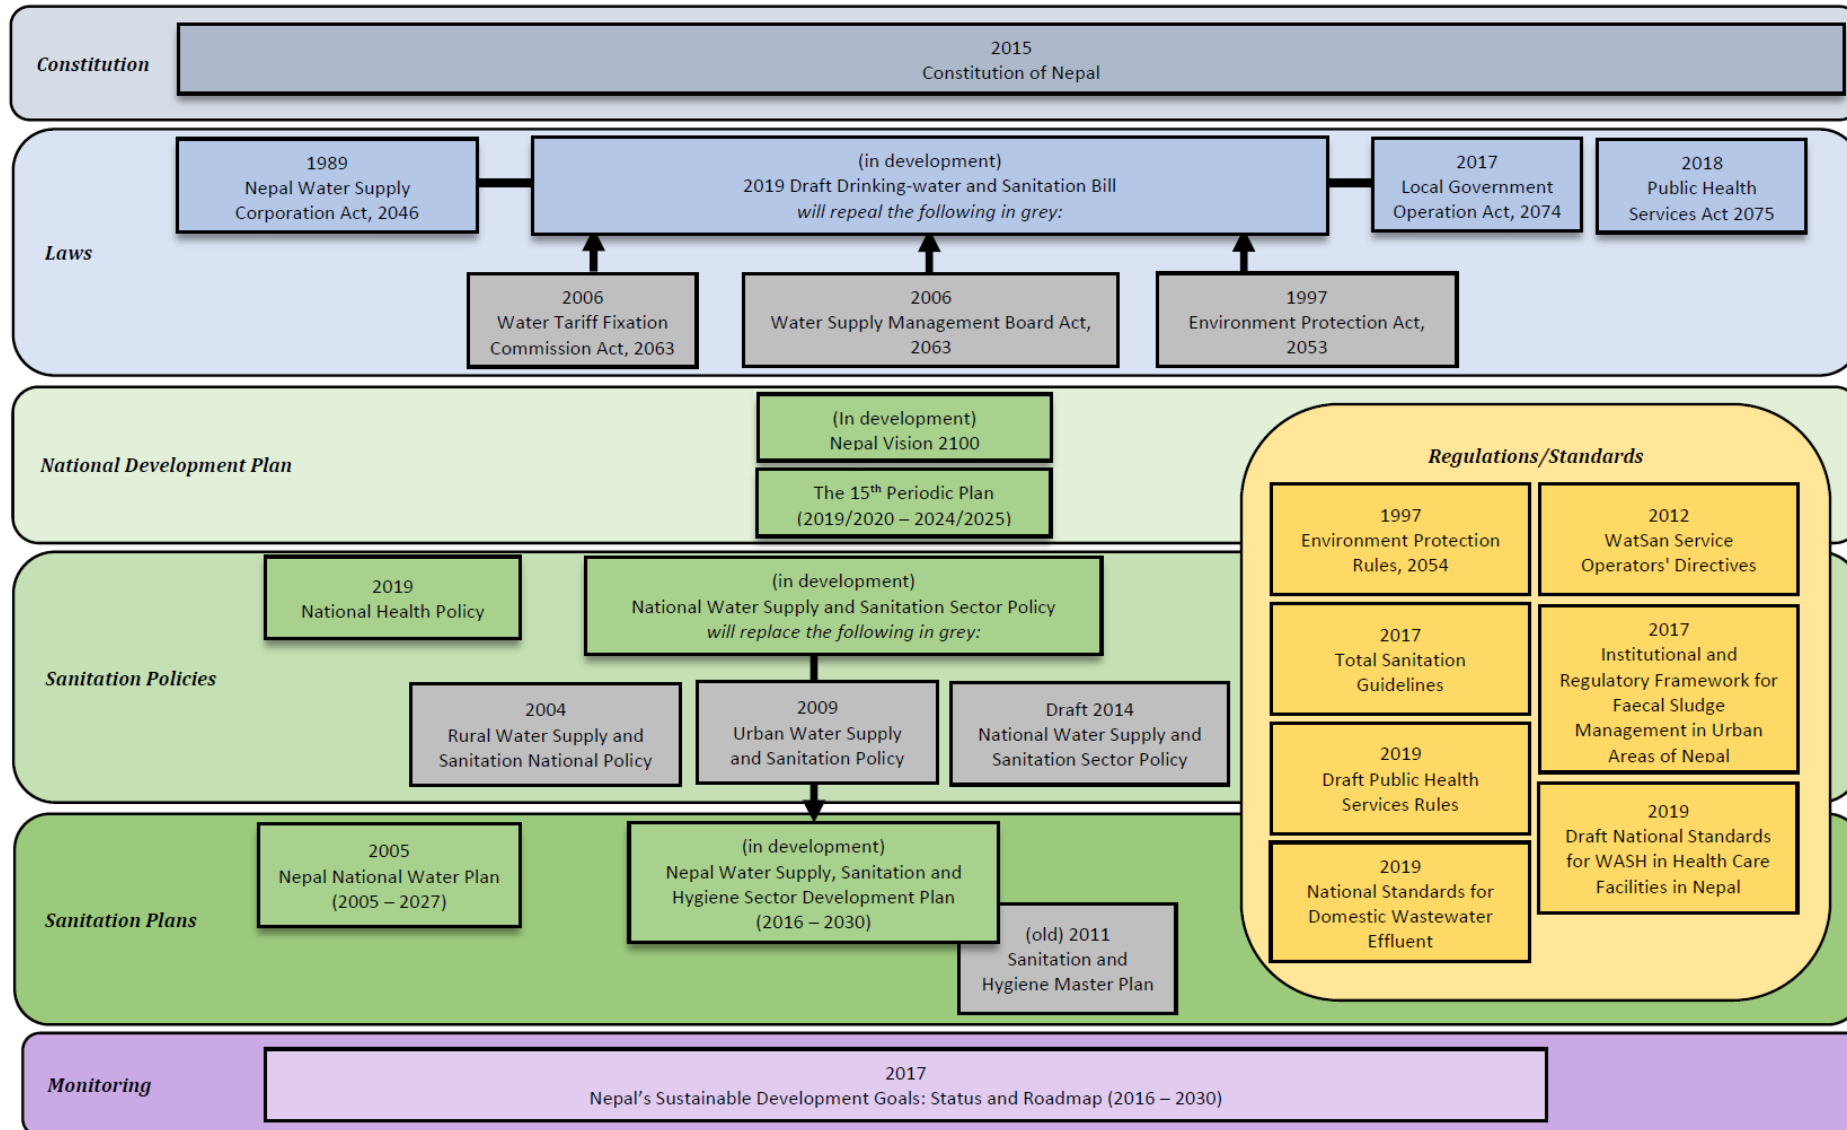 Constitution
2015
Constitution of Nepal
Laws
1989
Nepal Water Supply
Corporation Act, 2046
(in development)
2019 Draft Drinking-water and Sanitation Bill
will repeal the following in grey:
2017
Local Government
Operation Act, 2074
2018
Public Health
Services Act 2075
2006
Water Tariff Fixation
Commission Act, 2063
2006
Water Supply Management Board Act,
2063
1997
Environment Protection Act,
2053
National Development Plan
(In development)
Nepal Vision 2100
The 15th Periodic Plan
(2019/2020 – 2024/2025)
Sanitation Policies
2019
National Health Policy
(in development)
National Water Supply and Sanitation Sector Policy
will replace the following in grey:
2004
Rural Water Supply and
Sanitation National Policy
2009
Urban Water Supply
and Sanitation Policy
Draft 2014
National Water Supply and
Sanitation Sector Policy
Sanitation Plans
2005
Nepal National Water Plan
(2005 – 2027)
(in development)
Nepal Water Supply, Sanitation and
Hygiene Sector Development Plan
(2016 – 2030)
(old) 2011
Sanitation and
Hygiene Master Plan
Regulations/Standards
1997
Environment Protection
Rules, 2054
2012
WatSan Service
Operators' Directives
2017
Total Sanitation
Guidelines
2017
Institutional and
Regulatory Framework for
Faecal Sludge
Management in Urban
Areas of Nepal
2019
Draft Public Health
Services Rules
2019
Draft National Standards
for WASH in Health Care
Facilities in Nepal
2019
National Standards for
Domestic Wastewater
Effluent
Monitoring
2017
Nepal’s Sustainable Development Goals: Status and Roadmap (2016 – 2030)